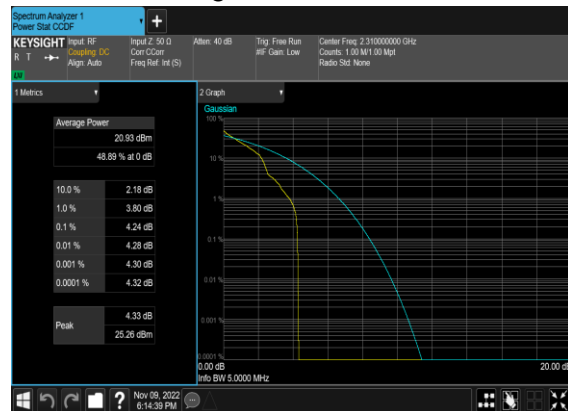 Spectrum Analyzer 1
Power Stat CCDF
KEYSIGHT
R T
LW
Input: RF
Coupling: DC
Align: Auto
Input Z: 50 Ω
Corr CCorr
Freq Ref: Int (S)
Atten: 40 dB
Trig: Free Run
#IF Gain: Low
Center Freq: 2.310000000 GHz
Counts: 1.00 M/1.00 Mpt
Radio Std: None
1 Metrics
Average Power
20.93 dBm
48.89 % at 0 dB
10.0 % 2.18 dB
1.0 % 3.80 dB
0.1 % 4.24 dB
0.01 % 4.28 dB
0.001 % 4.30 dB
0.0001 % 4.32 dB
Peak 4.33 dB
25.26 dBm
2 Graph
Gaussian
100 %
10 %
1 %
0.1 %
0.01 %
0.001 %
0.0001 %
0.00 dB 20.00 dB
Info BW 5.0000 MHz
? Nov 09, 2022
6:14:39 PM